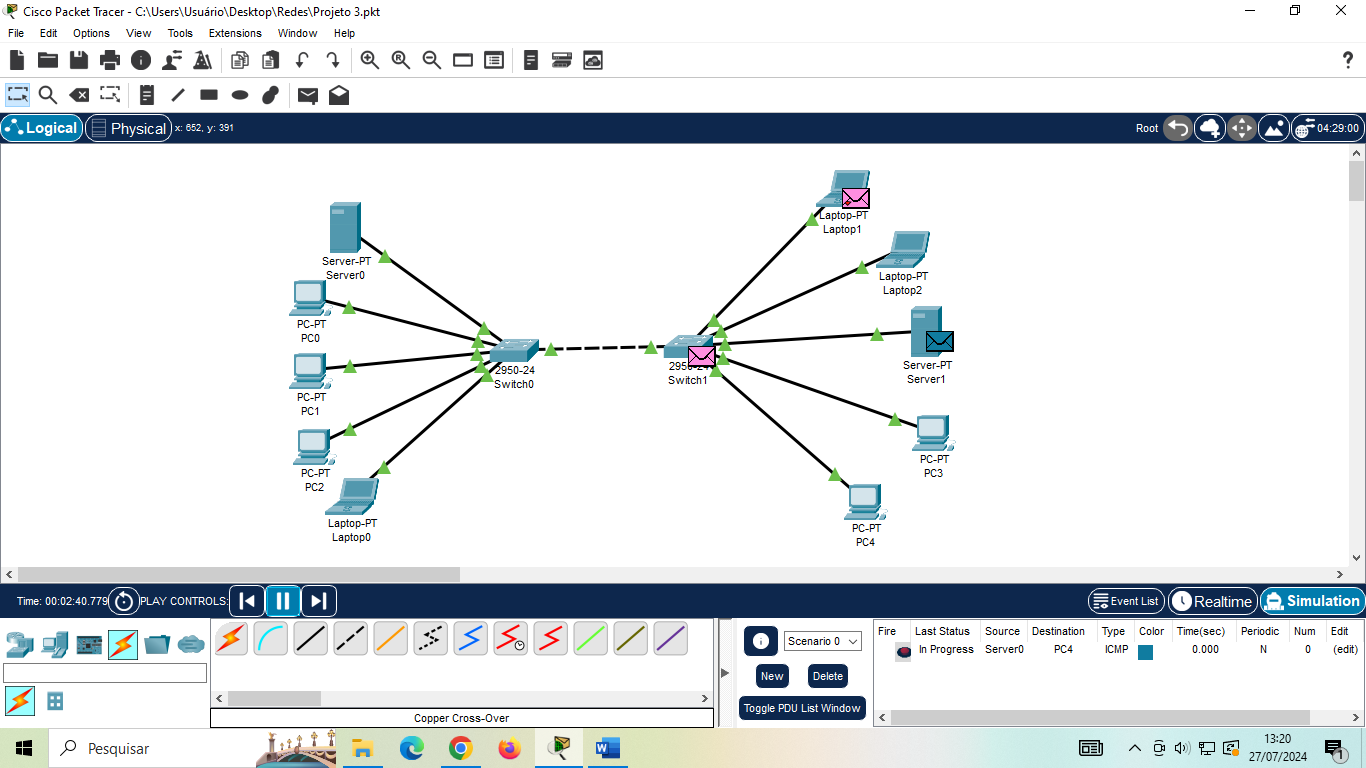 Cisco Packet Tracer - C:\Users\Usuário\Desktop\Redes\Projeto 3.pkt
File Edit Options View Tools Extensions Window Help
Logical Physical x: 652, y: 391 Root 04:29:00
Laptop-PT
Laptop1
Server-PT
Server0
Laptop-PT
Laptop2
PC-PT
PC0
2950-24
Switch0
2950-24
Switch1
Server-PT
Server1
PC-PT
PC1
PC-PT
PC2
PC-PT
PC3
Laptop-PT
Laptop0
PC-PT
PC4
Time: 00:02:40.779 PLAY CONTROLS: Event List Realtime Simulation
Scenario 0
New Delete
Toggle PDU List Window
Fire Last Status Source Destination Type Color Time(sec) Periodic Num Edit
In Progress Server0 PC4 ICMP 0.000 N 0 (edit)
Copper Cross-Over
Pesquisar
13:20
27/07/2024
1